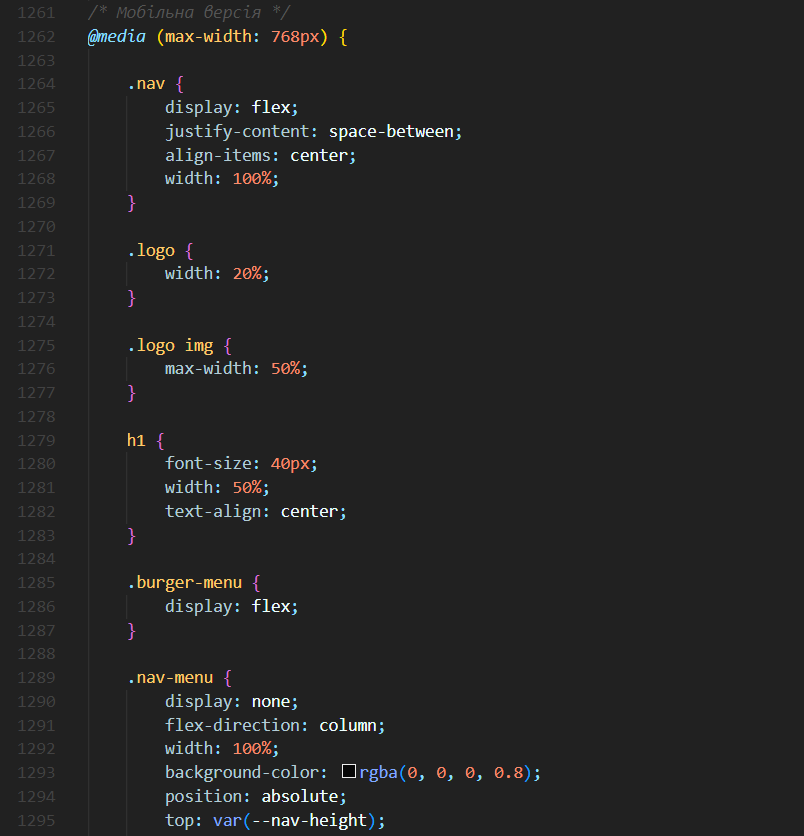 1261 /* Мобільна версія */
1262 @media (max-width: 768px) {
1263
1264 .nav {
1265 display: flex;
1266 justify-content: space-between;
1267 align-items: center;
1268 width: 100%;
1269 }
1270
1271 .logo {
1272 width: 20%;
1273 }
1274
1275 .logo img {
1276 max-width: 50%;
1277 }
1278
1279 h1 {
1280 font-size: 40px;
1281 width: 50%;
1282 text-align: center;
1283 }
1284
1285 .burger-menu {
1286 display: flex;
1287 }
1288
1289 .nav-menu {
1290 display: none;
1291 flex-direction: column;
1292 width: 100%;
1293 background-color: rgba(0, 0, 0, 0.8);
1294 position: absolute;
1295 top: var(--nav-height);